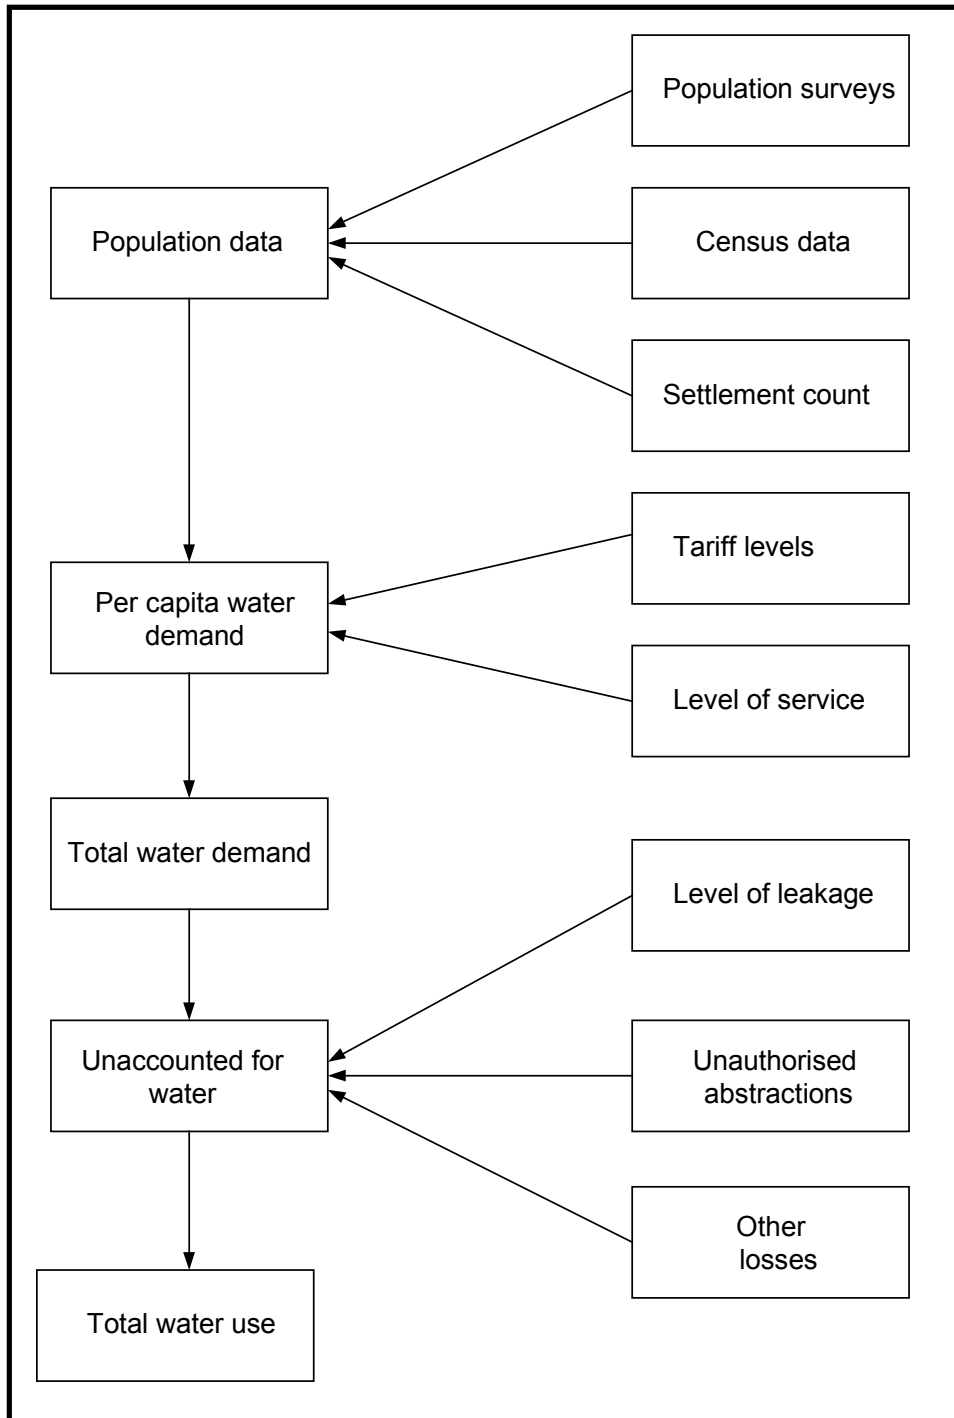 Population surveys
Population data
Census data
Settlement count
Tariff levels
Per capita water
demand
Level of service
Total water demand
Level of leakage
Unaccounted for
water
Unauthorised
abstractions
Other
losses
Total water use